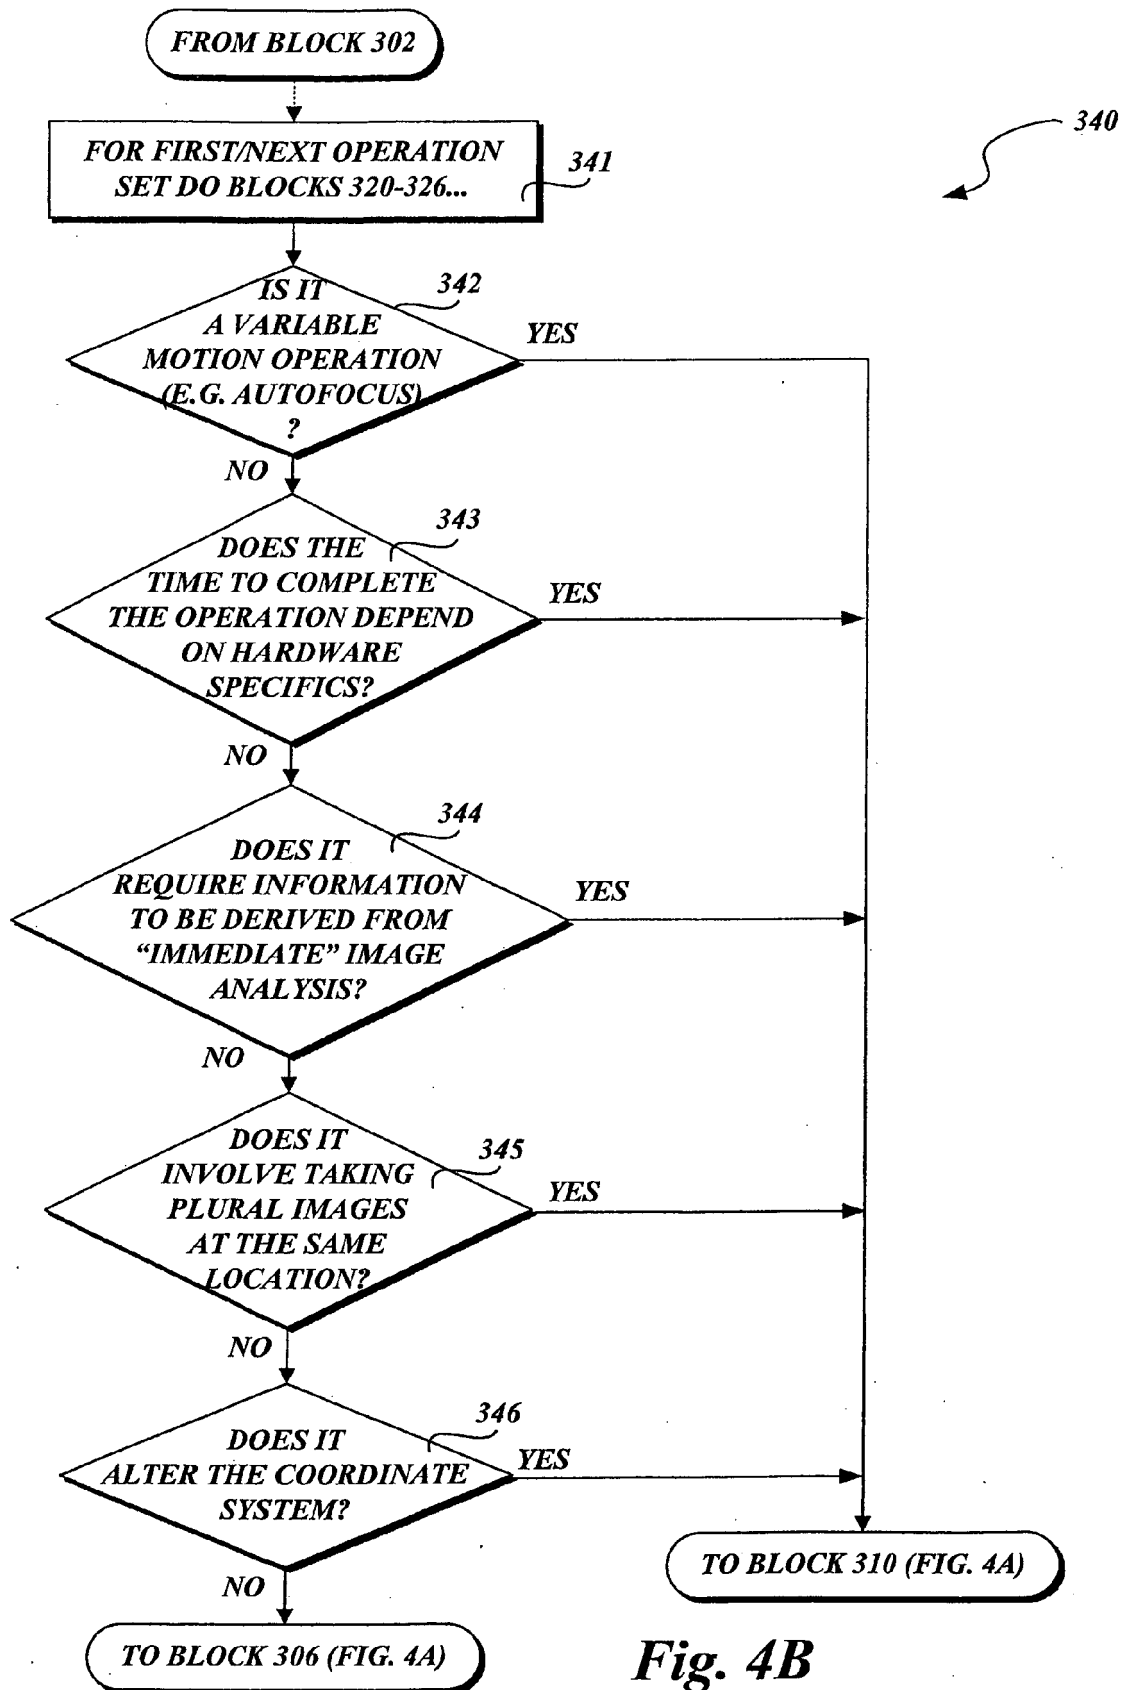 FROM BLOCK 302
340
FOR FIRST/NEXT OPERATION
SET DO BLOCKS 320-326...
341
342
IS IT
A VARIABLE
MOTION OPERATION
(E.G. AUTOFOCUS)
?
YES
NO
343
DOES THE
TIME TO COMPLETE
THE OPERATION DEPEND
ON HARDWARE
SPECIFICS?
YES
NO
344
DOES IT
REQUIRE INFORMATION
TO BE DERIVED FROM
“IMMEDIATE” IMAGE
ANALYSIS?
YES
NO
345
DOES IT
INVOLVE TAKING
PLURAL IMAGES
AT THE SAME
LOCATION?
YES
NO
346
DOES IT
ALTER THE COORDINATE
SYSTEM?
YES
NO
TO BLOCK 310 (FIG. 4A)
TO BLOCK 306 (FIG. 4A)
Fig. 4B